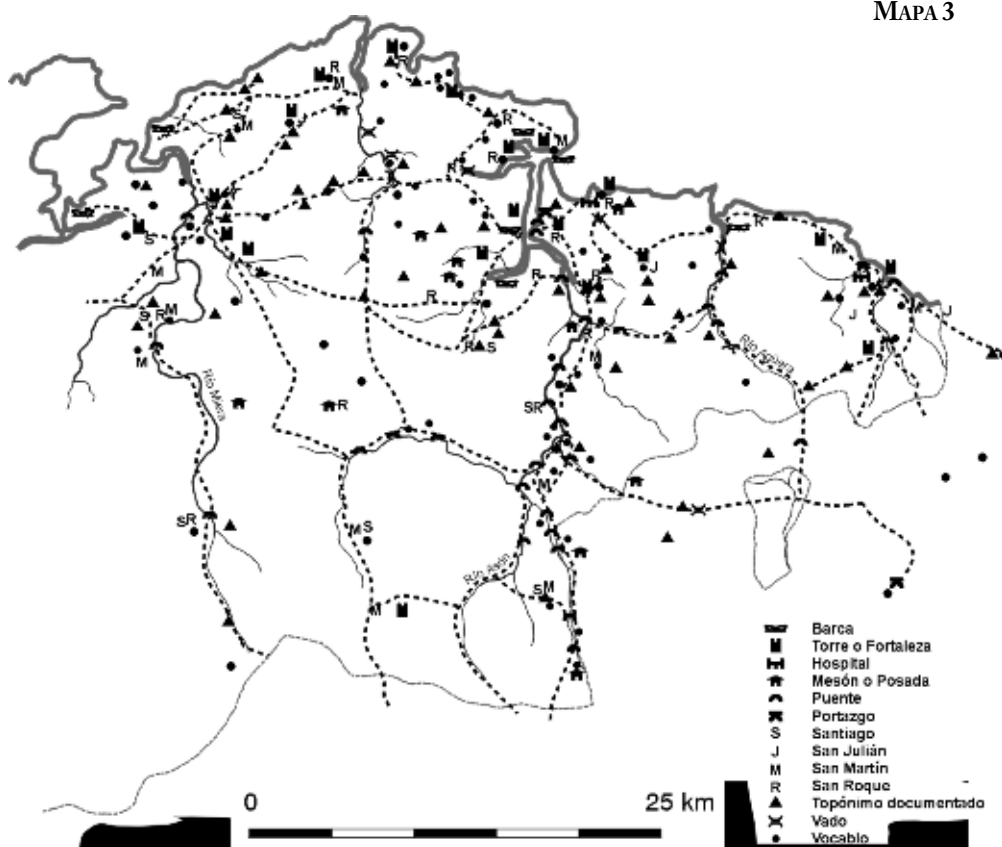 MAPA 3
Río Miera
Río Asón
Río Agüera
Barca
Torre o Fortaleza
Hospital
Mesón o Posada
Puente
Portazgo
S Santiago
J San Julián
M San Martín
R San Roque
Topónimo documentado
Vado
Vocablo
0 25 km